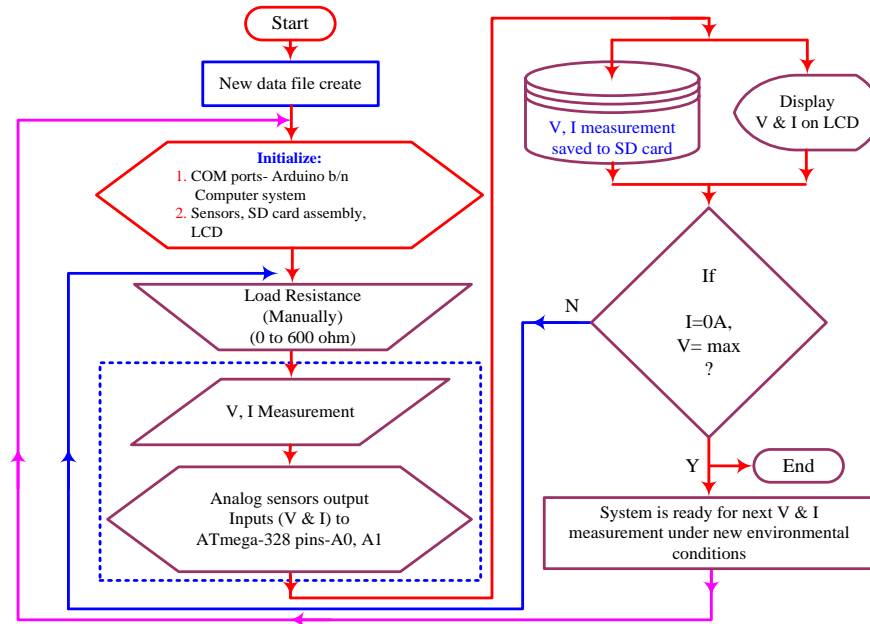 Start
New data file create
Initialize:
1. COM ports- Arduino b/n
Computer system
2. Sensors, SD card assembly,
LCD
Load Resistance
(Manually)
(0 to 600 ohm)
V, I Measurement
Analog sensors output
Inputs (V & I) to
ATmega-328 pins-A0, A1
V, I measurement
saved to SD card
Display
V & I on LCD
If
I=0A,
V= max
?
N
Y
End
System is ready for next V & I
measurement under new environmental
conditions